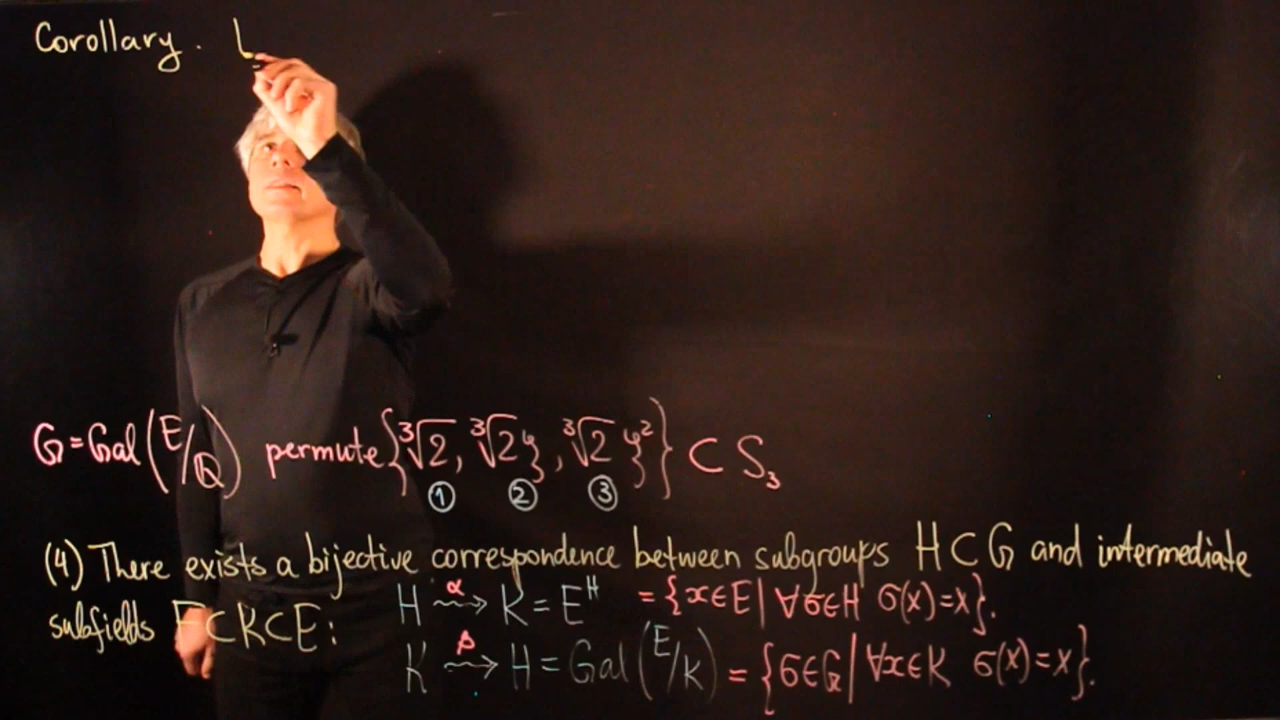 Corollary.
G = Gal(E/Q) permute {∛2, ∛2 ζ, ∛2 ζ²} ⊂ S₃
① ② ③
(4) There exists a bijective correspondence between subgroups H ⊂ G and intermediate
subfields F ⊂ K ⊂ E: H ⇝^α K = E^H = {x∈E | ∀σ∈H σ(x)=x}.
K ⇝^β H = Gal(E/K) = {σ∈G | ∀x∈K σ(x)=x}.